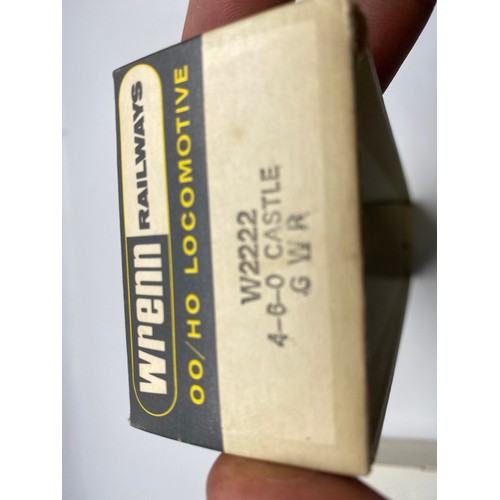 wrenn
RAILWAYS
OO/HO LOCOMOTIVE
W2222
4-6-0 CASTLE
G W R